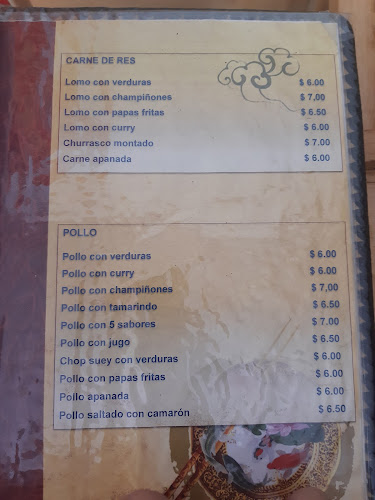 CARNE DE RES
Lomo con verduras $ 6.00
Lomo con champiñones $ 7,00
Lomo con papas fritas $ 6.50
Lomo con curry $ 6.00
Churrasco montado $ 7.00
Carne apanada $ 6.00
POLLO
Pollo con verduras $ 6.00
Pollo con curry $ 6.00
Pollo con champiñones $ 7,00
Pollo con tamarindo $ 6.50
Pollo con 5 sabores $ 7.00
Pollo con jugo $ 6.50
Chop suey con verduras $ 6.00
Pollo con papas fritas $ 6.00
Pollo apanada $ 6.00
Pollo saltado con camarón $ 6.50